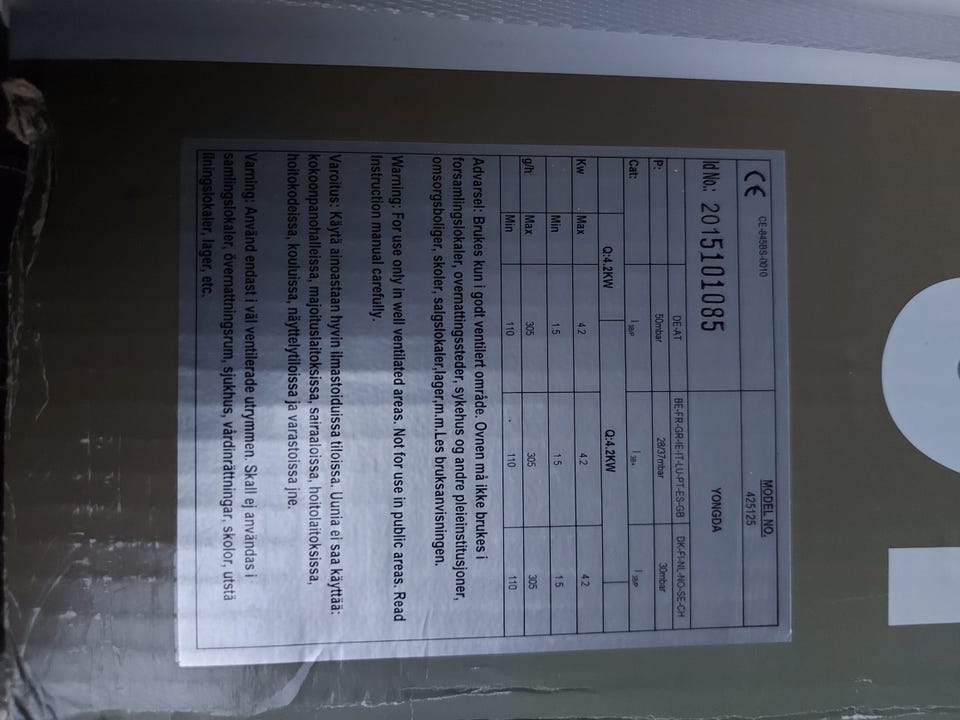 CE CE-845BS-0010 MODEL NO. 425125
Id No.: 2015101085 YONGDA
DE-AT BE-FR-GR-IE-IT-LU-PT-ES-GB DK-FI-NL-NO-SE-CH
P: 50mbar 28/37mbar 30mbar
Cat: I 3B/P I 3B+ I 3B/P
Q:4.2KW Q:4.2KW
Kw Max 4.2 4.2 4.2
Min 1.5 1.5 1.5
g/h Max 305 305 305
Min 110 110 110
Advarsel: Brukes kun i godt ventilert område. Ovnen må ikke brukes i
forsamlingslokaler, overnattingssteder, sykehus og andre pleieinstitusjoner,
omsorgsboliger, skoler, salgslokaler,lager,m.m.Les bruksanvisningen.
Warning: For use only in well ventilated areas. Not for use in public areas. Read
Instruction manual carefully.
Varoitus: Käytä ainoastaan hyvin ilmastoiduissa tiloissa. Uunia ei saa käyttää:
kokoonpanohalleissa, majoituslaitoksissa, sairaaloissa, hoitolaitoksissa,
hoitokodeissa, kouluissa, näyttelytiloissa ja varastoissa jne.
Varning: Använd endast i väl ventilerade utrymmen. Skall ej användas i
samlingslokaler, övernattningsrum, sjukhus, vårdinrättningar, skolor, utstä
llningslokaler, lager, etc.